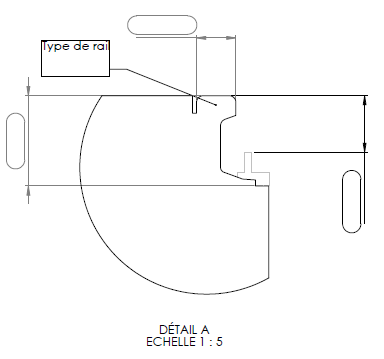 Type de rail
DÉTAIL A
ECHELLE 1 : 5